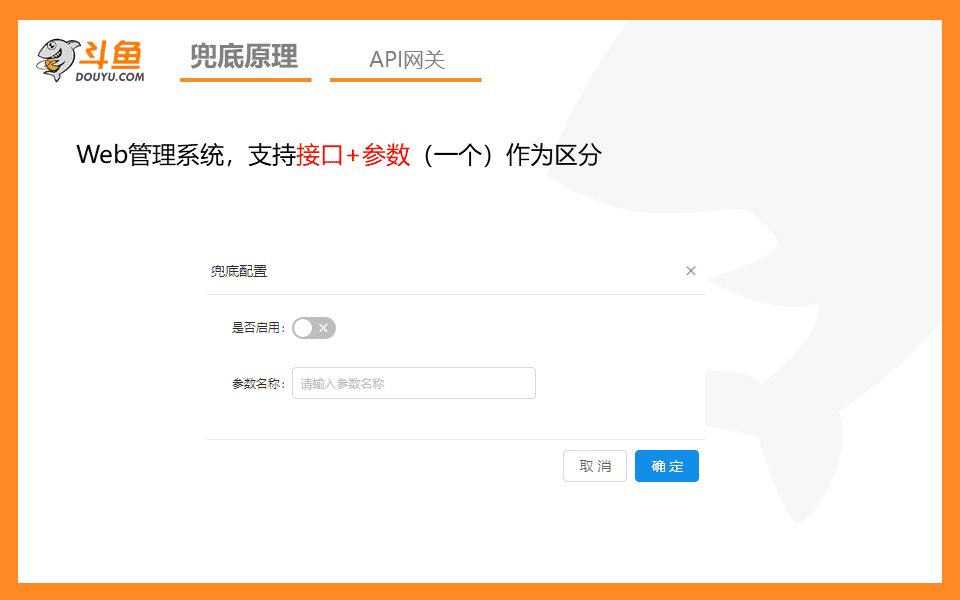 斗鱼
DOUYU.COM
兜底原理
API网关
Web管理系统，支持接口+参数（一个）作为区分
兜底配置
是否启用：
参数名称： 请输入参数名称
取 消 确 定